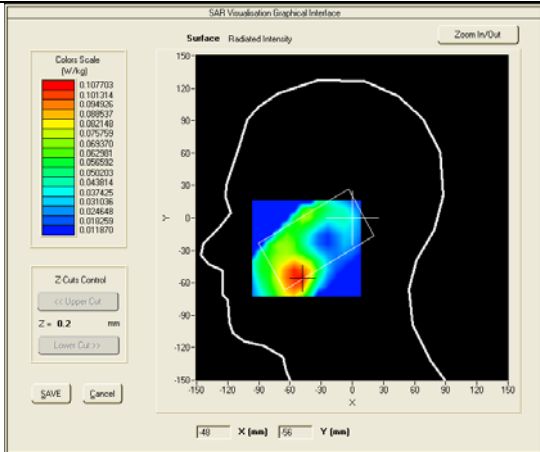 SAR Visualisation Graphical Interface
Surface Radiated Intensity
Zoom In/Out
Colors Scale
(W/kg)
0.107703
0.101314
0.094926
0.088537
0.082148
0.075759
0.069370
0.062981
0.056592
0.050203
0.043814
0.037425
0.031036
0.024648
0.018259
0.011870
Z-Cuts Control
<< Upper Cut
Z = 0.2 mm
Lower Cut >>
SAVE
Cancel
150
120
90
60
30
0
-30
-60
-90
-120
-150
Y
-150 -120 -90 -60 -30 0 30 60 90 120 150
X
-48 X (mm) -56 Y (mm)